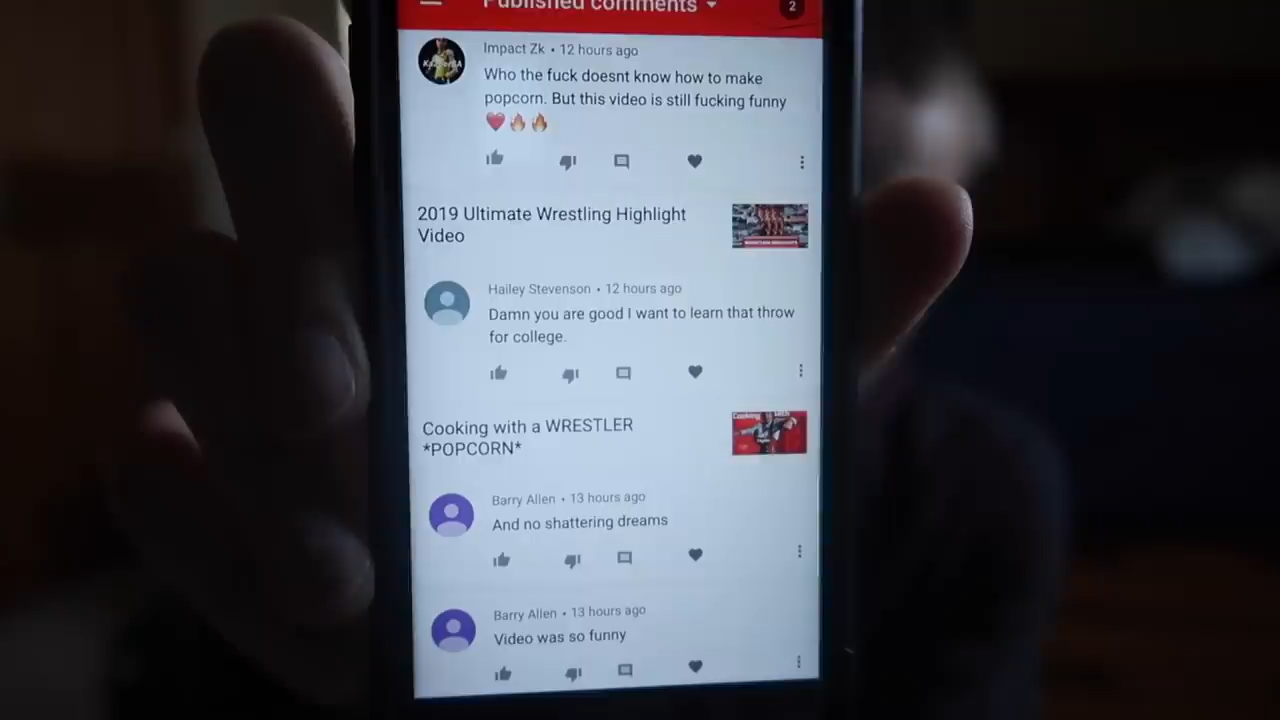 Published comments
2
Impact Zk • 12 hours ago
Who the fuck doesnt know how to make
popcorn. But this video is still fucking funny
❤️🔥🔥
2019 Ultimate Wrestling Highlight
Video
Hailey Stevenson • 12 hours ago
Damn you are good I want to learn that throw
for college.
Cooking with a WRESTLER
*POPCORN*
Barry Allen • 13 hours ago
And no shattering dreams
Barry Allen • 13 hours ago
Video was so funny